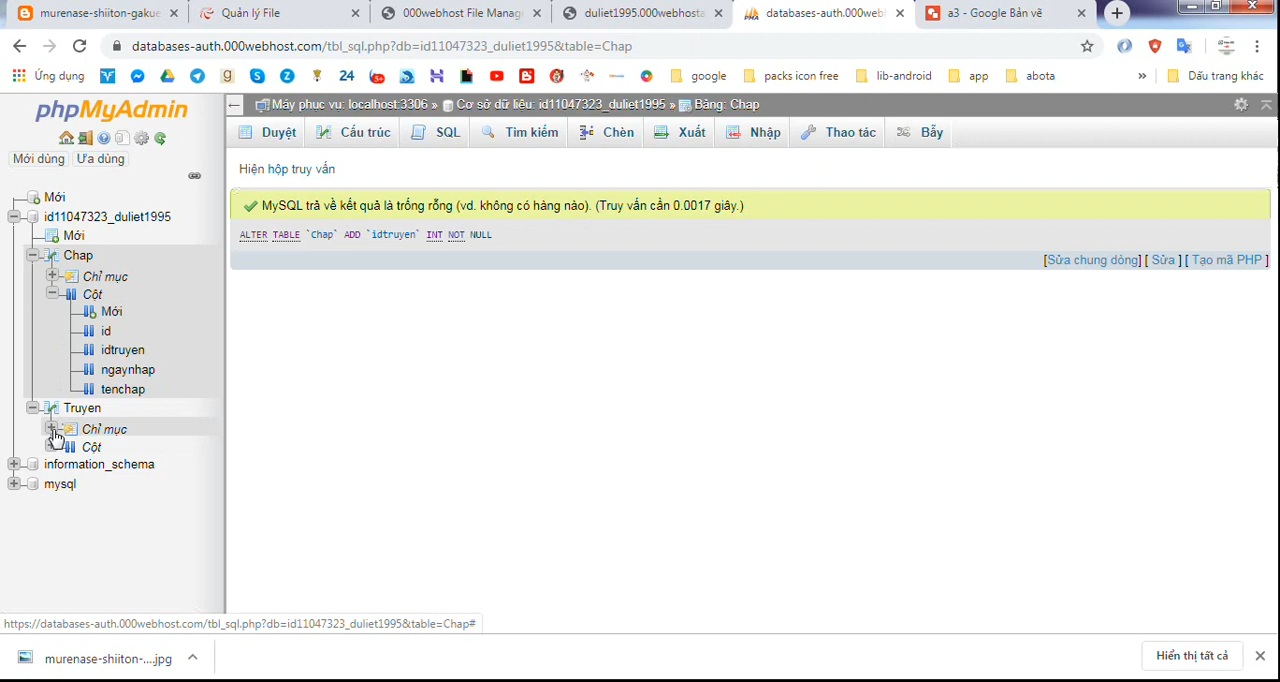 murenase-shiiton-gakue
Quản lý File
000webhost File Manag
duliet1995.000webhosta
databases-auth.000webh
a3 - Google Bản vẽ
databases-auth.000webhost.com/tbl_sql.php?db=id11047323_duliet1995&table=Chap
Ứng dụng
24
google
packs icon free
lib-android
app
abota
»
Dấu trang khác
phpMyAdmin
Mới dùng
Ưa dùng
Mới
id11047323_duliet1995
Mới
Chap
Chỉ mục
Cột
Mới
id
idtruyen
ngaynhap
tenchap
Truyen
Chỉ mục
Cột
information_schema
mysql
Máy phục vụ: localhost:3306 » Cơ sở dữ liệu: id11047323_duliet1995 » Bảng: Chap
Duyệt
Cấu trúc
SQL
Tìm kiếm
Chèn
Xuất
Nhập
Thao tác
Bẫy
Hiện hộp truy vấn
MySQL trả về kết quả là trống rỗng (vd. không có hàng nào). (Truy vấn cần 0.0017 giây.)
ALTER TABLE `Chap` ADD `idtruyen` INT NOT NULL
[Sửa chung dòng] [ Sửa ] [ Tạo mã PHP ]
https://databases-auth.000webhost.com/tbl_sql.php?db=id11047323_duliet1995&table=Chap#
murenase-shiiton-....jpg
Hiển thị tất cả